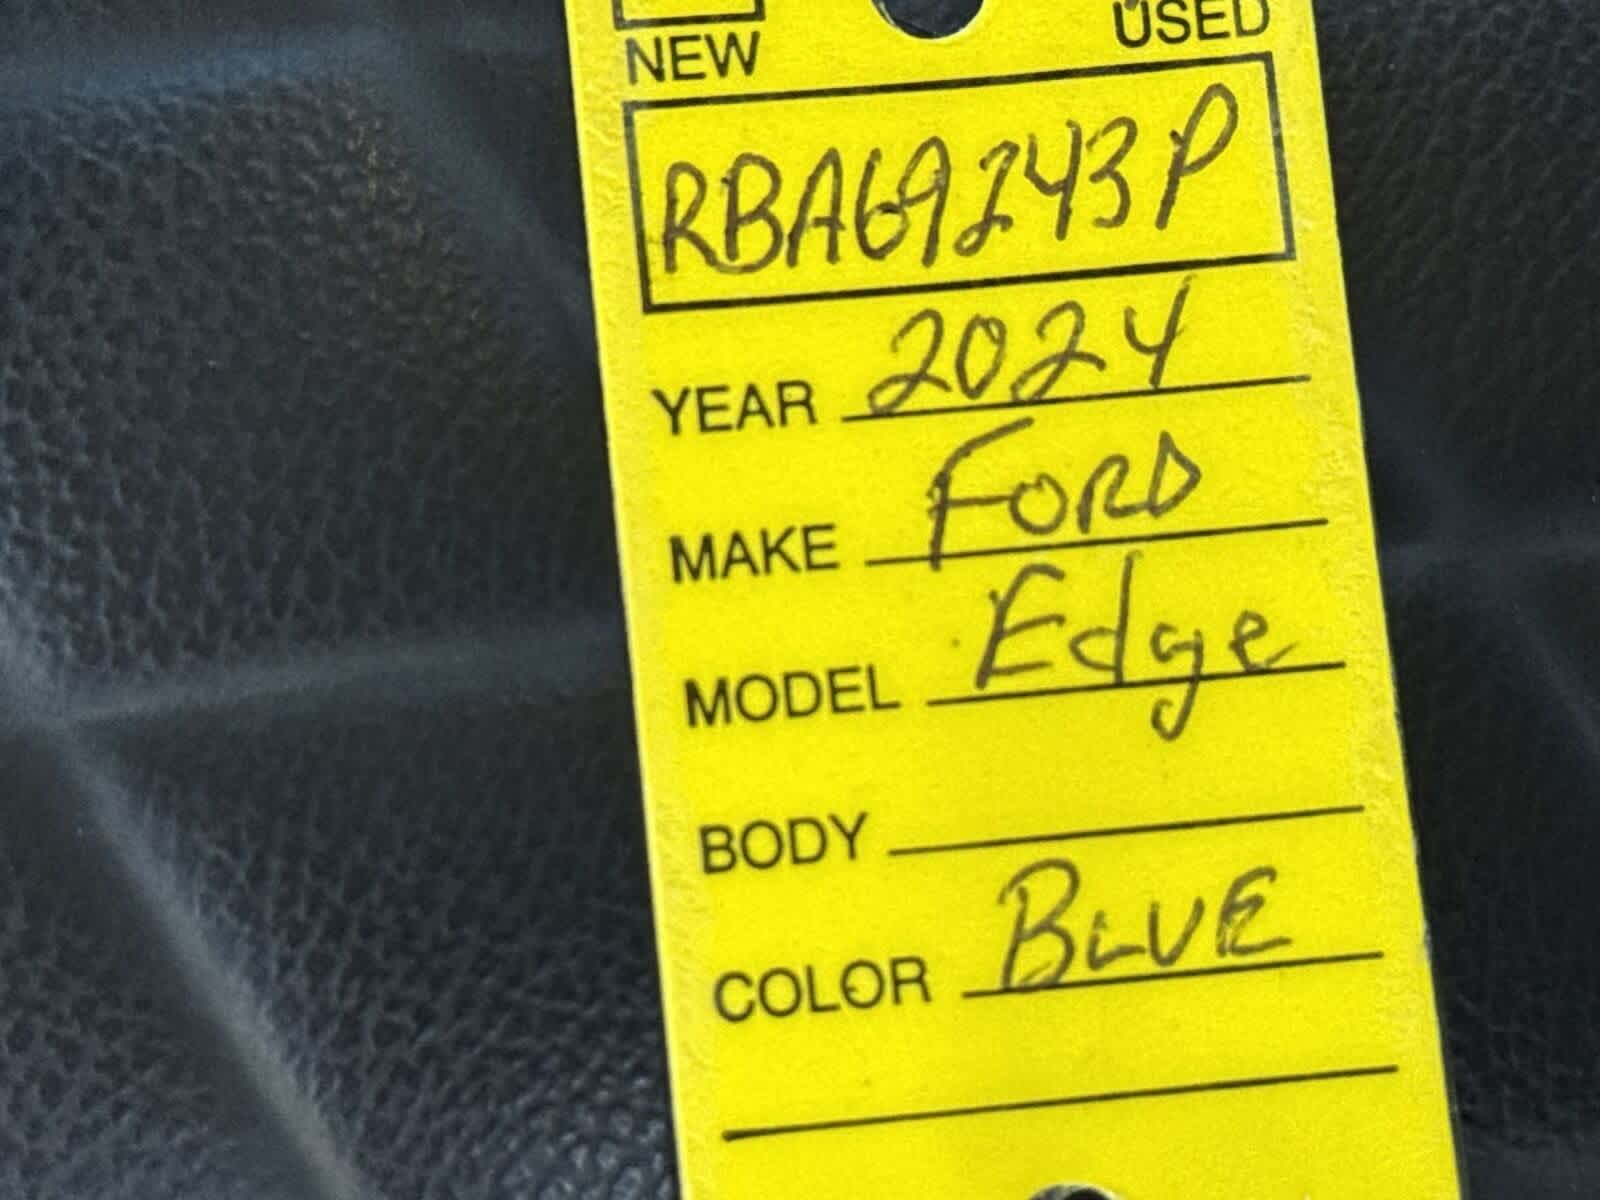 NEW USED
RBA69243P
YEAR 2024
MAKE FORD
MODEL Edge
BODY
COLOR BLUE